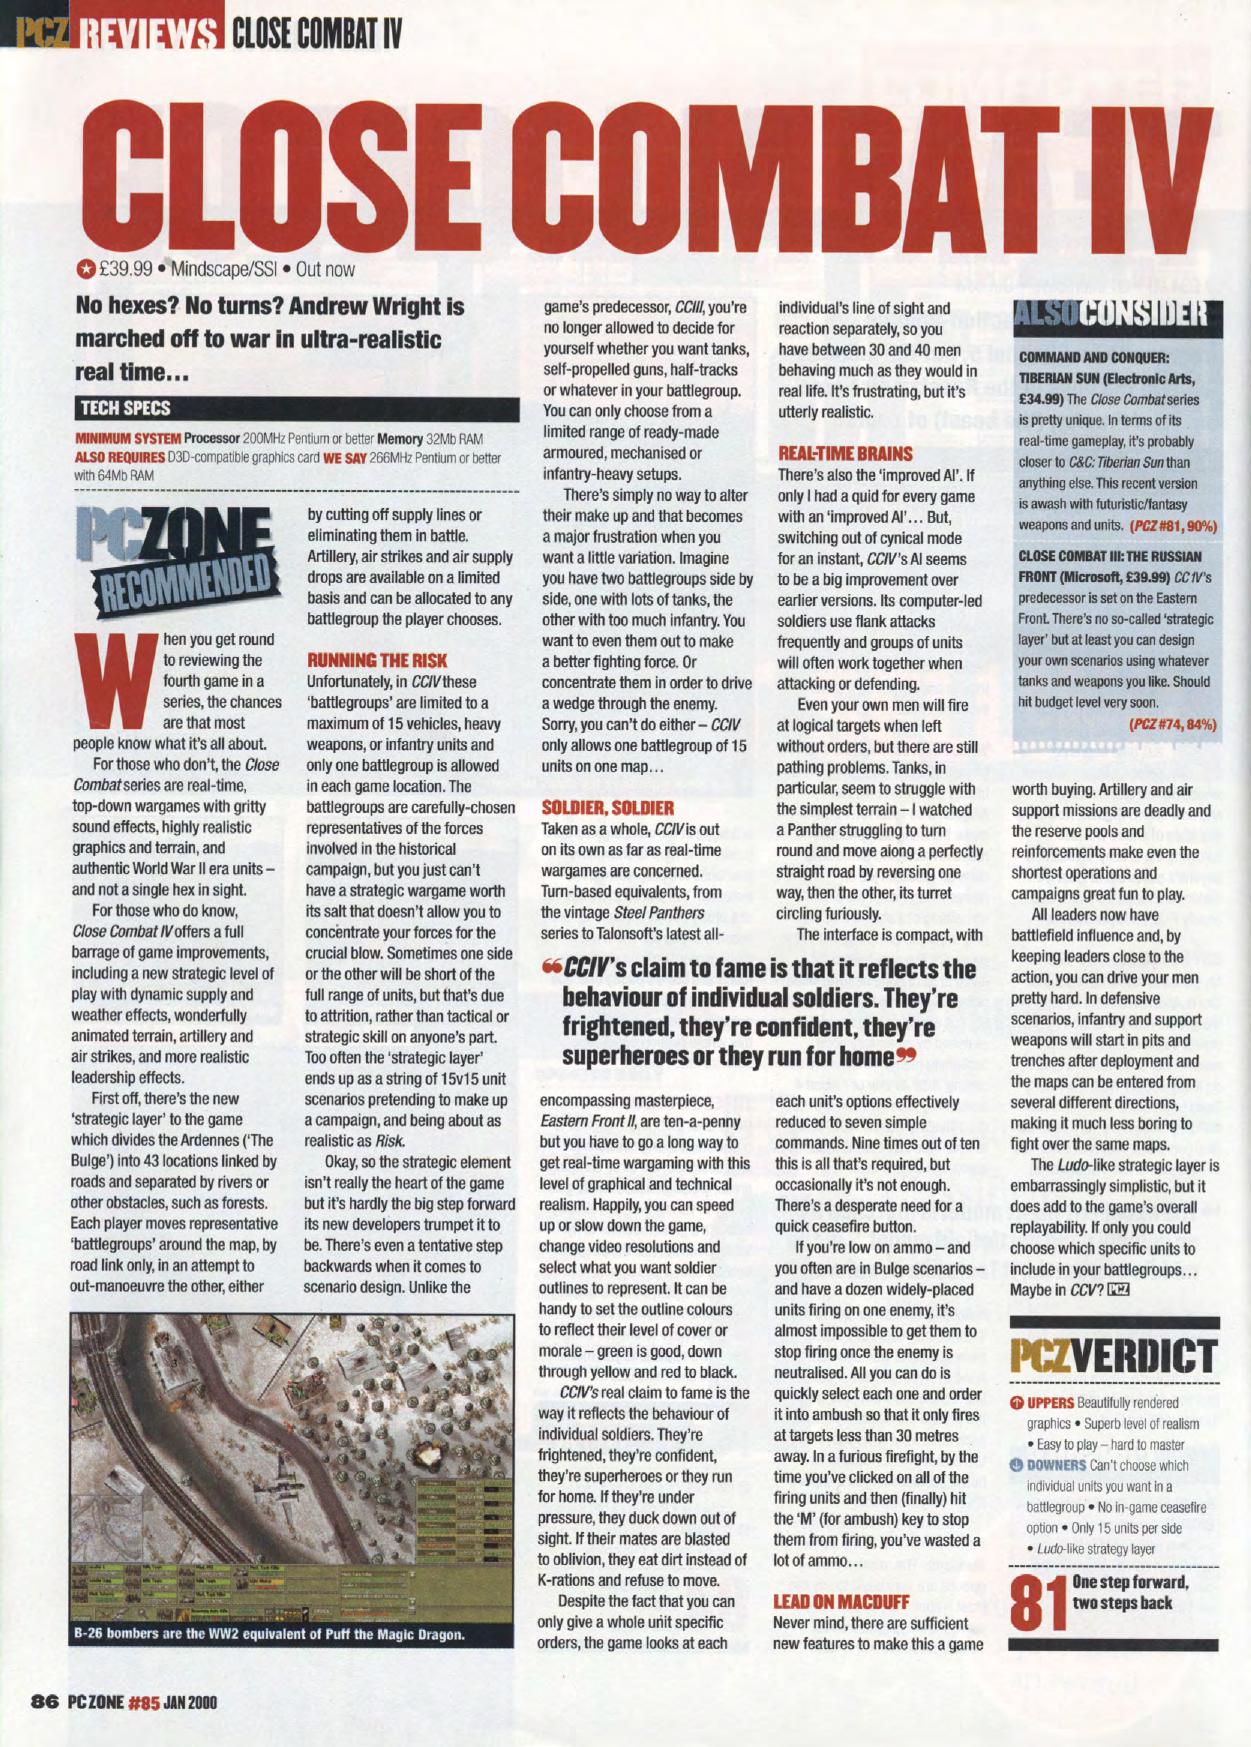 PCZ REVIEWS CLOSE COMBAT IV
CLOSE COMBAT IV
£39.99 • Mindscape/SSI • Out now
No hexes? No turns? Andrew Wright is
marched off to war in ultra-realistic
real time...
TECH SPECS
MINIMUM SYSTEM Processor 200MHz Pentium or better Memory 32Mb RAM
ALSO REQUIRES D3D-compatible graphics card WE SAY 266MHz Pentium or better
with 64Mb RAM
PCZONE
RECOMMENDED
When you get round
to reviewing the
fourth game in a
series, the chances
are that most
people know what it's all about.
For those who don't, the Close
Combat series are real-time,
top-down wargames with gritty
sound effects, highly realistic
graphics and terrain, and
authentic World War II era units –
and not a single hex in sight.
For those who do know,
Close Combat IV offers a full
barrage of game improvements,
including a new strategic level of
play with dynamic supply and
weather effects, wonderfully
animated terrain, artillery and
air strikes, and more realistic
leadership effects.
First off, there's the new
'strategic layer' to the game
which divides the Ardennes ('The
Bulge') into 43 locations linked by
roads and separated by rivers or
other obstacles, such as forests.
Each player moves representative
'battlegroups' around the map, by
road link only, in an attempt to
out-manoeuvre the other, either
by cutting off supply lines or
eliminating them in battle.
Artillery, air strikes and air supply
drops are available on a limited
basis and can be allocated to any
battlegroup the player chooses.
RUNNING THE RISK
Unfortunately, in CCIV these
'battlegroups' are limited to a
maximum of 15 vehicles, heavy
weapons, or infantry units and
only one battlegroup is allowed
in each game location. The
battlegroups are carefully-chosen
representatives of the forces
involved in the historical
campaign, but you just can't
have a strategic wargame worth
its salt that doesn't allow you to
concentrate your forces for the
crucial blow. Sometimes one side
or the other will be short of the
full range of units, but that's due
to attrition, rather than tactical or
strategic skill on anyone's part.
Too often the 'strategic layer'
ends up as a string of 15v15 unit
scenarios pretending to make up
a campaign, and being about as
realistic as Risk.
Okay, so the strategic element
isn't really the heart of the game
but it's hardly the big step forward
its new developers trumpet it to
be. There's even a tentative step
backwards when it comes to
scenario design. Unlike the
game's predecessor, CCIII, you're
no longer allowed to decide for
yourself whether you want tanks,
self-propelled guns, half-tracks
or whatever in your battlegroup.
You can only choose from a
limited range of ready-made
armoured, mechanised or
infantry-heavy setups.
There's simply no way to alter
their make up and that becomes
a major frustration when you
want a little variation. Imagine
you have two battlegroups side by
side, one with lots of tanks, the
other with too much infantry. You
want to even them out to make
a better fighting force. Or
concentrate them in order to drive
a wedge through the enemy.
Sorry, you can't do either – CCIV
only allows one battlegroup of 15
units on one map...
SOLDIER, SOLDIER
Taken as a whole, CCIV is out
on its own as far as real-time
wargames are concerned.
Turn-based equivalents, from
the vintage Steel Panthers
series to Talonsoft's latest all-
encompassing masterpiece,
Eastern Front II, are ten-a-penny
but you have to go a long way to
get real-time wargaming with this
level of graphical and technical
realism. Happily, you can speed
up or slow down the game,
change video resolutions and
select what you want soldier
outlines to represent. It can be
handy to set the outline colours
to reflect their level of cover or
morale – green is good, down
through yellow and red to black.
CCIV's real claim to fame is the
way it reflects the behaviour of
individual soldiers. They're
frightened, they're confident,
they're superheroes or they run
for home. If they're under
pressure, they duck down out of
sight. If their mates are blasted
to oblivion, they eat dirt instead of
K-rations and refuse to move.
Despite the fact that you can
only give a whole unit specific
orders, the game looks at each
individual's line of sight and
reaction separately, so you
have between 30 and 40 men
behaving much as they would in
real life. It's frustrating, but it's
utterly realistic.
REAL-TIME BRAINS
There's also the 'improved AI'. If
only I had a quid for every game
with an 'improved AI'... But,
switching out of cynical mode
for an instant, CCIV's AI seems
to be a big improvement over
earlier versions. Its computer-led
soldiers use flank attacks
frequently and groups of units
will often work together when
attacking or defending.
Even your own men will fire
at logical targets when left
without orders, but there are still
pathing problems. Tanks, in
particular, seem to struggle with
the simplest terrain – I watched
a Panther struggling to turn
round and move along a perfectly
straight road by reversing one
way, then the other, its turret
circling furiously.
The interface is compact, with
each unit's options effectively
reduced to seven simple
commands. Nine times out of ten
this is all that's required, but
occasionally it's not enough.
There's a desperate need for a
quick ceasefire button.
If you're low on ammo – and
you often are in Bulge scenarios –
and have a dozen widely-placed
units firing on one enemy, it's
almost impossible to get them to
stop firing once the enemy is
neutralised. All you can do is
quickly select each one and order
it into ambush so that it only fires
at targets less than 30 metres
away. In a furious firefight, by the
time you've clicked on all of the
firing units and then (finally) hit
the 'M' (for ambush) key to stop
them from firing, you've wasted a
lot of ammo...
LEAD ON MACDUFF
Never mind, there are sufficient
new features to make this a game
worth buying. Artillery and air
support missions are deadly and
the reserve pools and
reinforcements make even the
shortest operations and
campaigns great fun to play.
All leaders now have
battlefield influence and, by
keeping leaders close to the
action, you can drive your men
pretty hard. In defensive
scenarios, infantry and support
weapons will start in pits and
trenches after deployment and
the maps can be entered from
several different directions,
making it much less boring to
fight over the same maps.
The Ludo-like strategic layer is
embarrassingly simplistic, but it
does add to the game's overall
replayability. If only you could
choose which specific units to
include in your battlegroups...
Maybe in CCV? PCZ
“CCIV's claim to fame is that it reflects the
behaviour of individual soldiers. They're
frightened, they're confident, they're
superheroes or they run for home”
ALSO CONSIDER
COMMAND AND CONQUER:
TIBERIAN SUN (Electronic Arts,
£34.99) The Close Combat series
is pretty unique. In terms of its
real-time gameplay, it's probably
closer to C&C: Tiberian Sun than
anything else. This recent version
is awash with futuristic/fantasy
weapons and units. (PCZ #81, 90%)
CLOSE COMBAT III: THE RUSSIAN
FRONT (Microsoft, £39.99) CCIV's
predecessor is set on the Eastern
Front. There's no so-called 'strategic
layer' but at least you can design
your own scenarios using whatever
tanks and weapons you like. Should
hit budget level very soon.
(PCZ #74, 84%)
PCZVERDICT
UPPERS Beautifully rendered
graphics • Superb level of realism
• Easy to play – hard to master
DOWNERS Can't choose which
individual units you want in a
battlegroup • No in-game ceasefire
option • Only 15 units per side
• Ludo-like strategy layer
81 One step forward,
two steps back
B-26 bombers are the WW2 equivalent of Puff the Magic Dragon.
86 PCZONE #85 JAN 2000